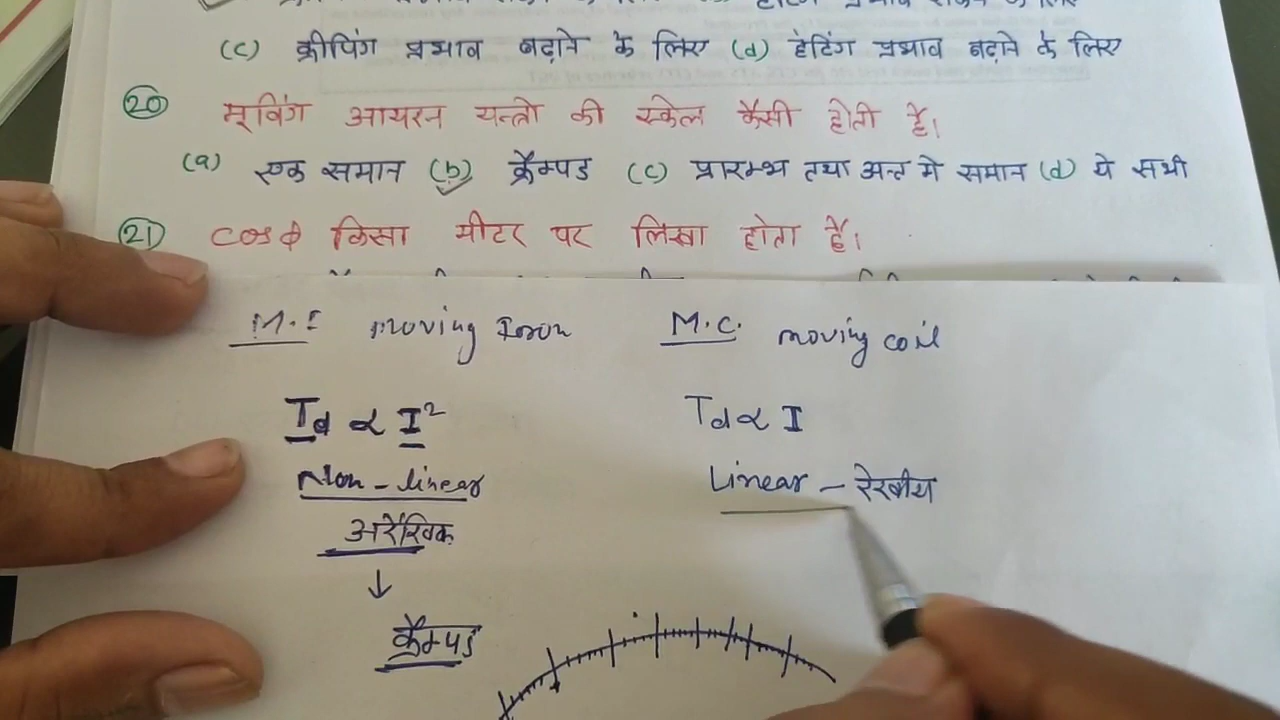 (c) क्रीपिंग प्रभाव बढ़ाने के लिए (d) हेटिंग प्रभाव बढ़ाने के लिए
(20) मूविंग आयरन यन्त्रो की स्केल कैसी होती है।
(a) एक समान (b) क्रैम्पड (c) प्रारम्भ तथा अन्त मे समान (d) ये सभी
(21) cos ϕ किस मीटर पर लिखा होता है।
M.I moving Iron M.C. moving coil
Td ∝ I² Td ∝ I
Non-linear Linear - रेखीय
अरैखिक
↓
क्रैम्पड